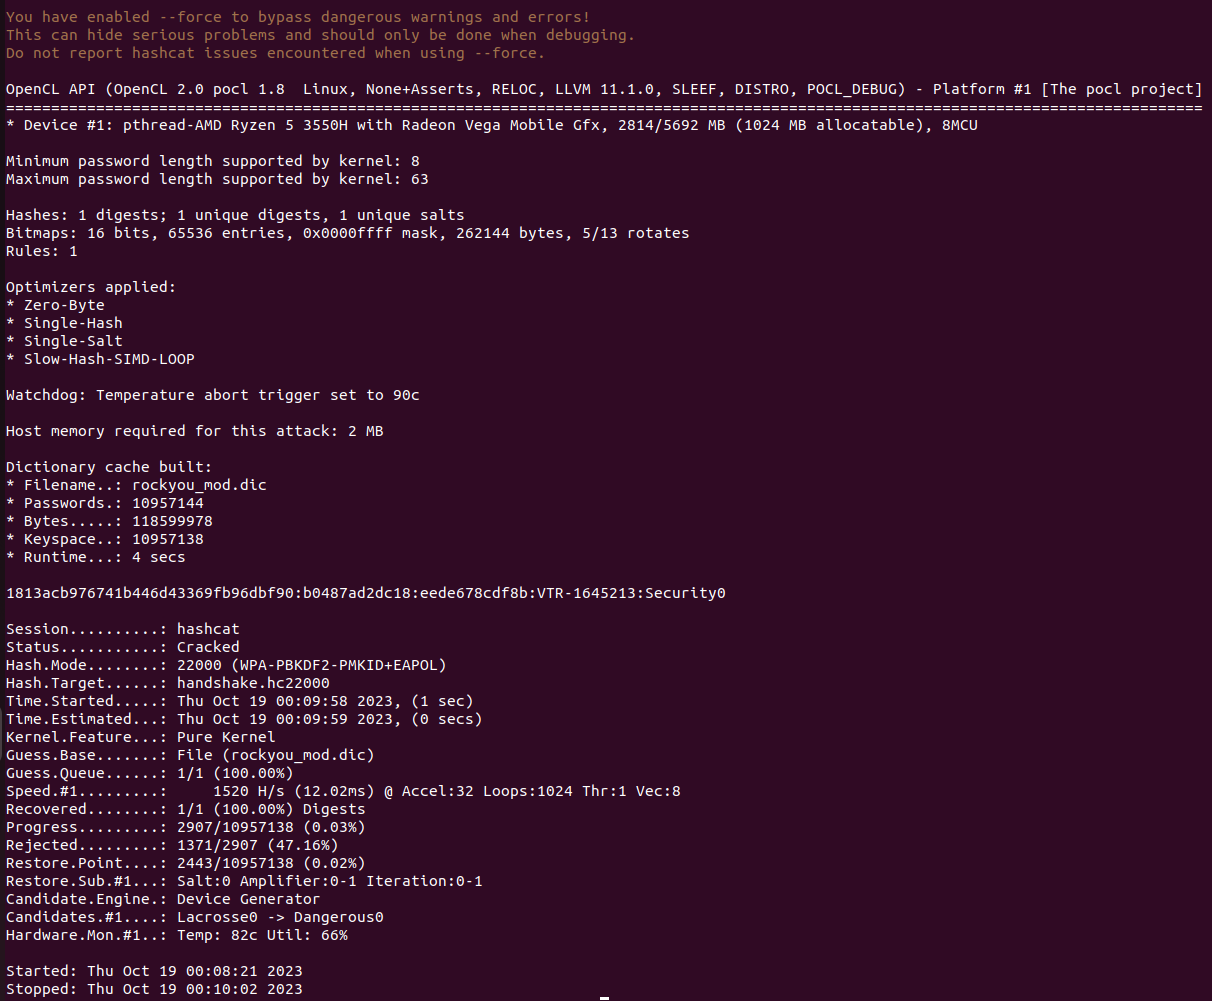 You have enabled --force to bypass dangerous warnings and errors!
This can hide serious problems and should only be done when debugging.
Do not report hashcat issues encountered when using --force.
OpenCL API (OpenCL 2.0 pocl 1.8  Linux, None+Asserts, RELOC, LLVM 11.1.0, SLEEF, DISTRO, POCL_DEBUG) - Platform #1 [The pocl project]
=====================================================================================================================================
* Device #1: pthread-AMD Ryzen 5 3550H with Radeon Vega Mobile Gfx, 2814/5692 MB (1024 MB allocatable), 8MCU
Minimum password length supported by kernel: 8
Maximum password length supported by kernel: 63
Hashes: 1 digests; 1 unique digests, 1 unique salts
Bitmaps: 16 bits, 65536 entries, 0x0000ffff mask, 262144 bytes, 5/13 rotates
Rules: 1
Optimizers applied:
* Zero-Byte
* Single-Hash
* Single-Salt
* Slow-Hash-SIMD-LOOP
Watchdog: Temperature abort trigger set to 90c
Host memory required for this attack: 2 MB
Dictionary cache built:
* Filename..: rockyou_mod.dic
* Passwords.: 10957144
* Bytes.....: 118599978
* Keyspace..: 10957138
* Runtime...: 4 secs
1813acb976741b446d43369fb96dbf90:b0487ad2dc18:eede678cdf8b:VTR-1645213:Security0
Session..........: hashcat
Status...........: Cracked
Hash.Mode........: 22000 (WPA-PBKDF2-PMKID+EAPOL)
Hash.Target......: handshake.hc22000
Time.Started.....: Thu Oct 19 00:09:58 2023, (1 sec)
Time.Estimated...: Thu Oct 19 00:09:59 2023, (0 secs)
Kernel.Feature...: Pure Kernel
Guess.Base.......: File (rockyou_mod.dic)
Guess.Queue......: 1/1 (100.00%)
Speed.#1.........:     1520 H/s (12.02ms) @ Accel:32 Loops:1024 Thr:1 Vec:8
Recovered........: 1/1 (100.00%) Digests
Progress.........: 2907/10957138 (0.03%)
Rejected.........: 1371/2907 (47.16%)
Restore.Point....: 2443/10957138 (0.02%)
Restore.Sub.#1...: Salt:0 Amplifier:0-1 Iteration:0-1
Candidate.Engine.: Device Generator
Candidates.#1....: Lacrosse0 -> Dangerous0
Hardware.Mon.#1..: Temp: 82c Util: 66%
Started: Thu Oct 19 00:08:21 2023
Stopped: Thu Oct 19 00:10:02 2023